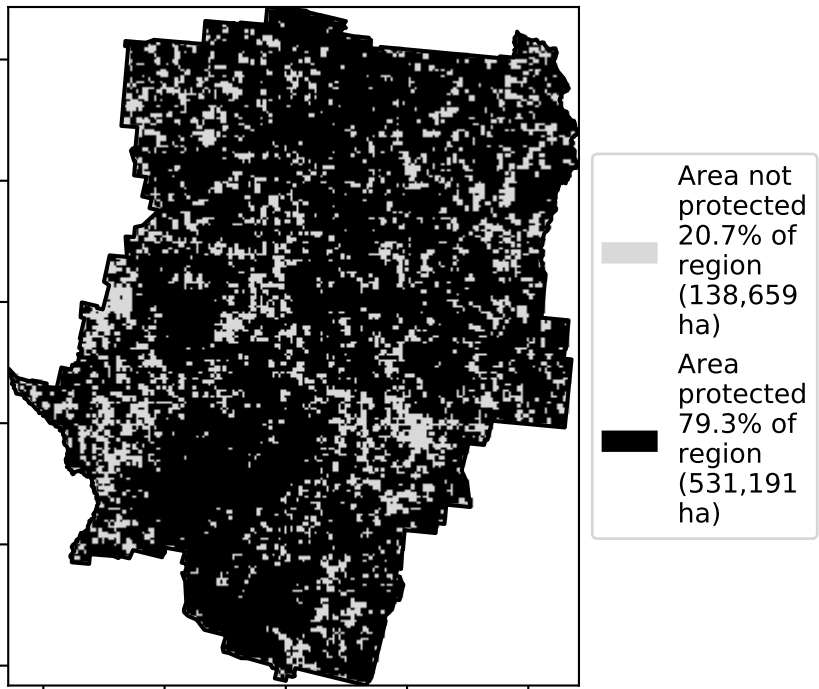 Area not
protected
20.7% of
region
(138,659
ha)
Area
protected
79.3% of
region
(531,191
ha)